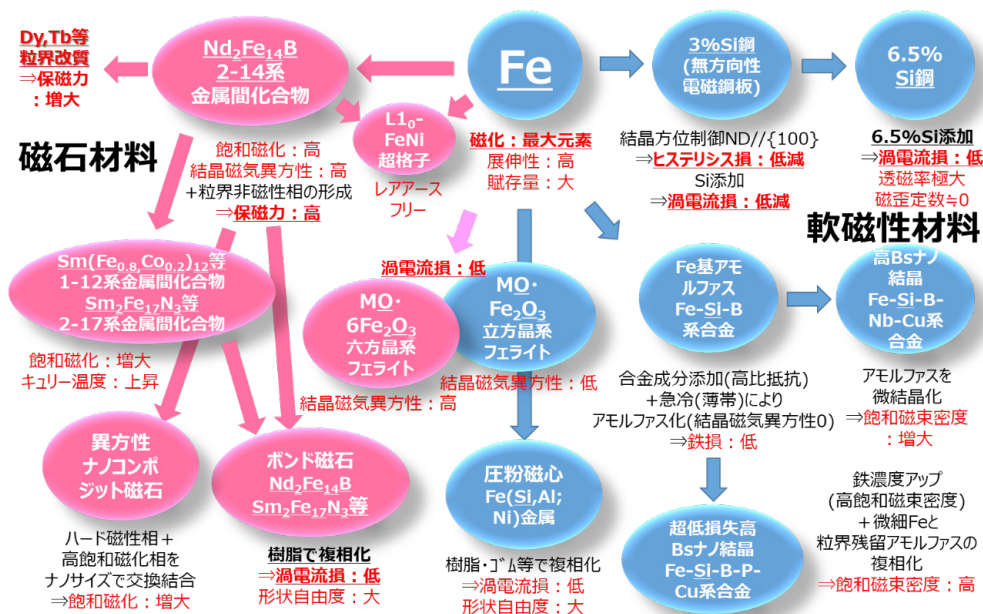 Dy,Tb等
粒界改質
⇒保磁力
：増大
Nd₂Fe₁₄B
2-14系
金属間化合物
Fe
3%Si鋼
(無方向性
電磁鋼板)
6.5%
Si鋼
L1₀-
FeNi
超格子
レアアース
フリー
磁化：最大元素
展伸性：高
賦存量：大
結晶方位制御ND//{100}
⇒ヒステリシス損：低減
Si添加
⇒渦電流損：低減
6.5%Si添加
⇒渦電流損：低
透磁率極大
磁歪定数≒0
磁石材料
飽和磁化：高
結晶磁気異方性：高
+粒界非磁性相の形成
⇒保磁力：高
軟磁性材料
Sm(Fe₀.₈,Co₀.₂)₁₂等
1-12系金属間化合物
Sm₂Fe₁₇N₃等
2-17系金属間化合物
飽和磁化：増大
キュリー温度：上昇
渦電流損：低
MO・
6Fe₂O₃
六方晶系
フェライト
結晶磁気異方性：高
MO・
Fe₂O₃
立方晶系
フェライト
結晶磁気異方性：低
Fe基アモ
ルファス
Fe-Si-B
系合金
高Bsナノ
結晶
Fe-Si-B-
Nb-Cu系
合金
合金成分添加(高比抵抗)
+急冷(薄帯)により
アモルファス化(結晶磁気異方性0)
⇒鉄損：低
アモルファスを
微結晶化
⇒飽和磁束密度
：増大
異方性
ナノコンポ
ジット磁石
ハード磁性相＋
高飽和磁化相を
ナノサイズで交換結合
⇒飽和磁化：増大
ボンド磁石
Nd₂Fe₁₄B
Sm₂Fe₁₇N₃等
樹脂で複相化
⇒渦電流損：低
形状自由度：大
圧粉磁心
Fe(Si,Al;
Ni)金属
樹脂・ｺﾞﾑ等で複相化
⇒渦電流損：低
形状自由度：大
超低損失高
Bsナノ結晶
Fe-Si-B-P-
Cu系合金
鉄濃度アップ
(高飽和磁束密度)
＋微細Feと
粒界残留アモルファスの
複相化
⇒飽和磁束密度：高